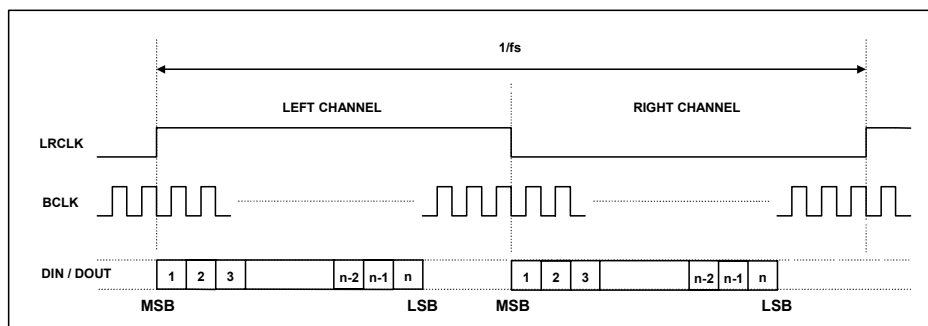 1/fs
LEFT CHANNEL RIGHT CHANNEL
LRCLK
BCLK
DIN / DOUT 1 2 3 n-2 n-1 n 1 2 3 n-2 n-1 n
MSB LSB MSB LSB